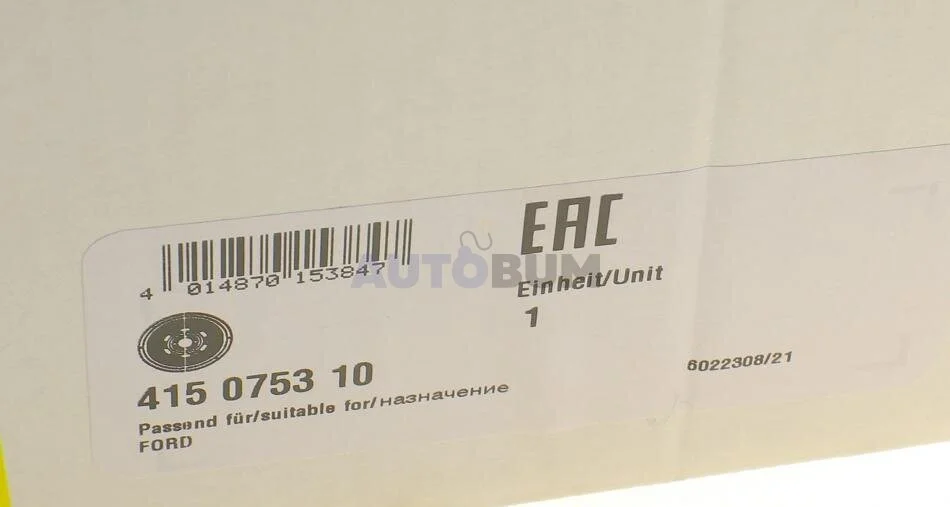 4 014870 153847
EAC
AUTOBUM
Einheit/Unit
1
415 0753 10
6022308/21
Passend für/suitable for/назначение
FORD